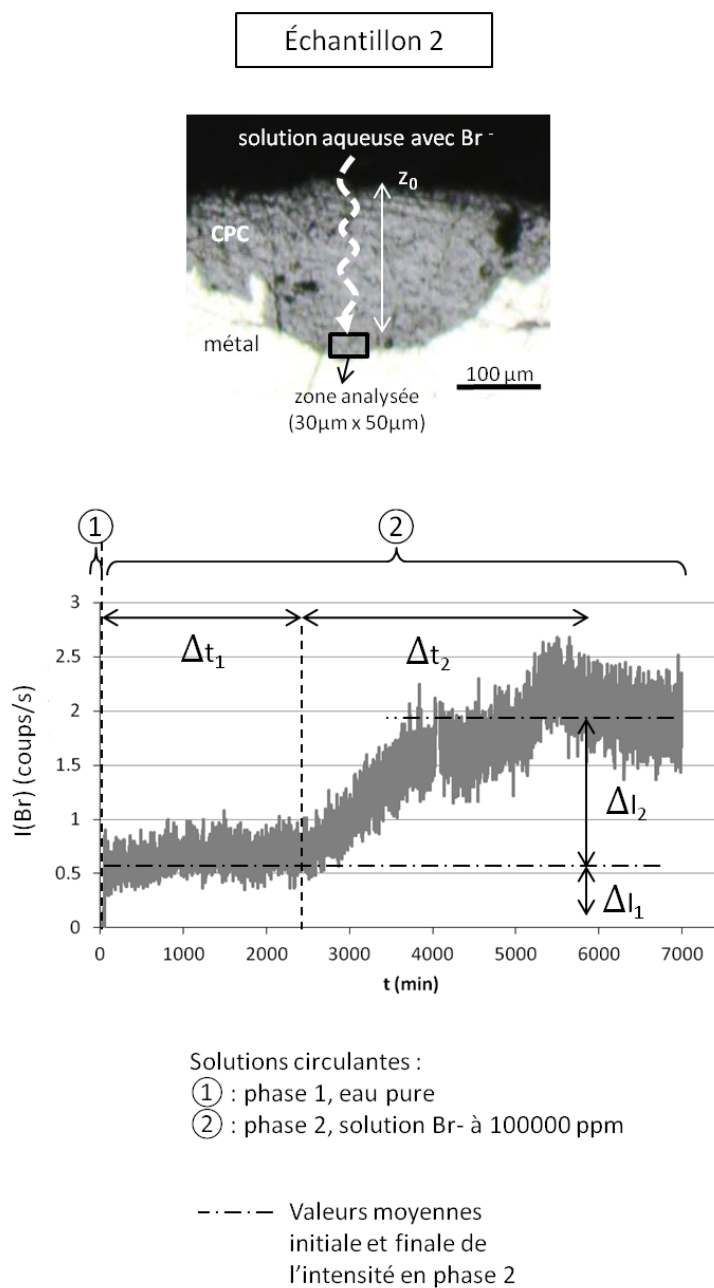 Échantillon 2
solution aqueuse avec Br -
z0
CPC
métal
100 µm
zone analysée
(30µm x 50µm)
1
2
3
Δt1
Δt2
2.5
2
1.5
ΔI2
1
0.5
ΔI1
0
I(Br) (coups/s)
0 1000 2000 3000 4000 5000 6000 7000
t (min)
Solutions circulantes :
1 : phase 1, eau pure
2 : phase 2, solution Br- à 100000 ppm
Valeurs moyennes
initiale et finale de
l'intensité en phase 2